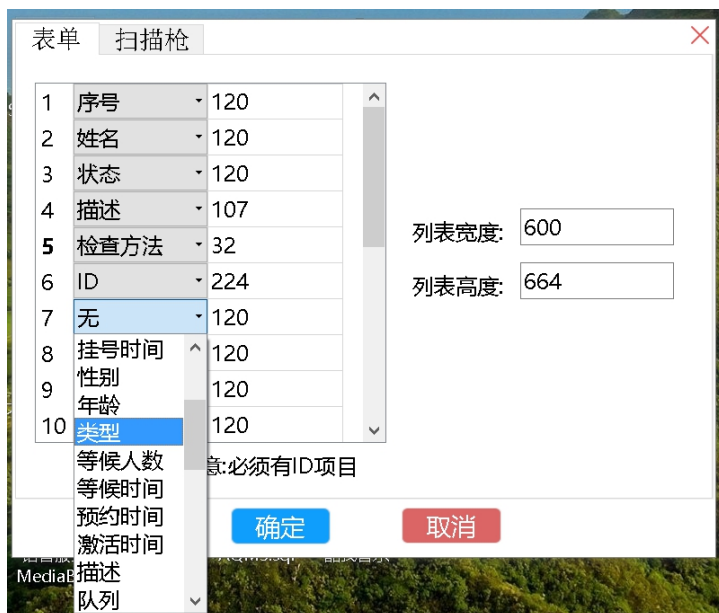 表单 扫描枪
1 序号 120
2 姓名 120
3 状态 120
4 描述 107
5 检查方法 32
6 ID 224
7 无 120
8 120
9 120
10 120
挂号时间
性别
年龄
类型
等候人数
等候时间
预约时间
激活时间
描述
队列
列表宽度: 600
列表高度: 664
意:必须有ID项目
确定 取消
MediaB